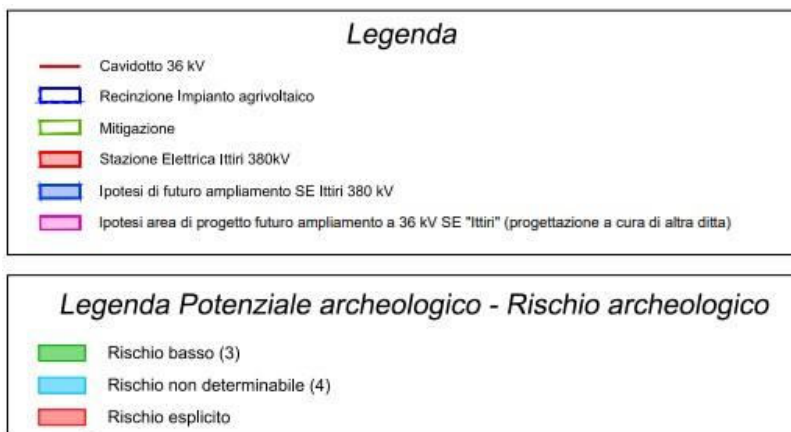 Legenda
Cavidotto 36 kV
Recinzione Impianto agrivoltaico
Mitigazione
Stazione Elettrica Ittiri 380kV
Ipotesi di futuro ampliamento SE Ittiri 380 kV
Ipotesi area di progetto futuro ampliamento a 36 kV SE "Ittiri" (progettazione a cura di altra ditta)
Legenda Potenziale archeologico - Rischio archeologico
Rischio basso (3)
Rischio non determinabile (4)
Rischio esplicito